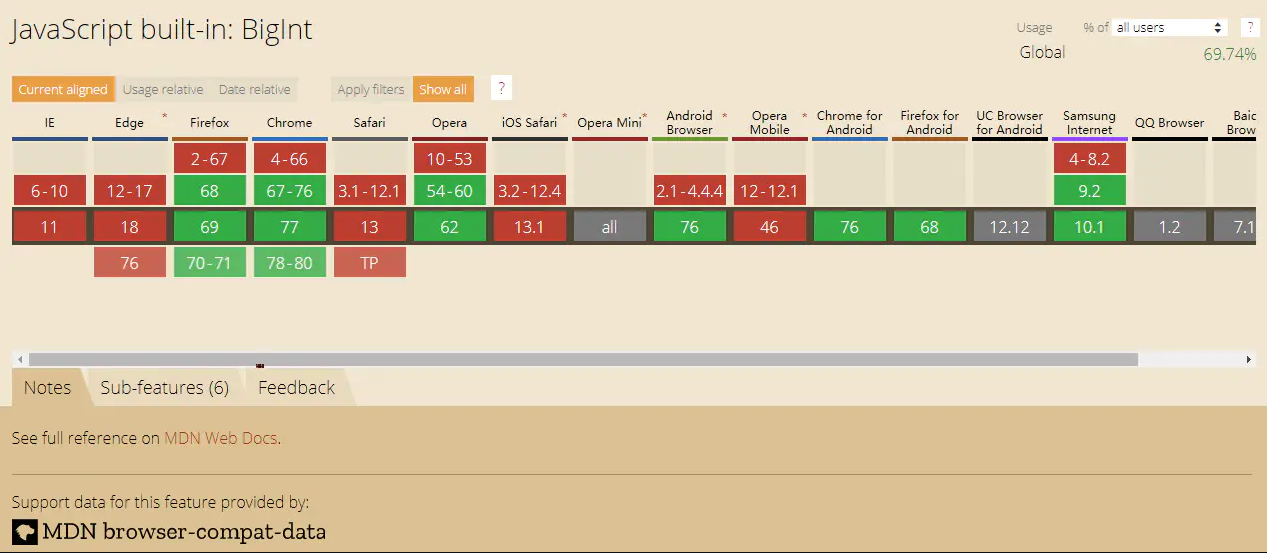 JavaScript built-in: BigInt
Usage % of all users ?
Global 69.74%
Current aligned Usage relative Date relative Apply filters Show all ?
IE Edge * Firefox Chrome Safari Opera iOS Safari * Opera Mini * Android Browser * Opera Mobile * Chrome for Android Firefox for Android UC Browser for Android Samsung Internet QQ Browser Baid Brow
2-67 4-66 10-53 4-8.2
6-10 12-17 68 67-76 3.1-12.1 54-60 3.2-12.4 2.1-4.4.4 12-12.1 9.2
11 18 69 77 13 62 13.1 all 76 46 76 68 12.12 10.1 1.2 7.1
76 70-71 78-80 TP
Notes Sub-features (6) Feedback
See full reference on MDN Web Docs.
Support data for this feature provided by:
MDN browser-compat-data